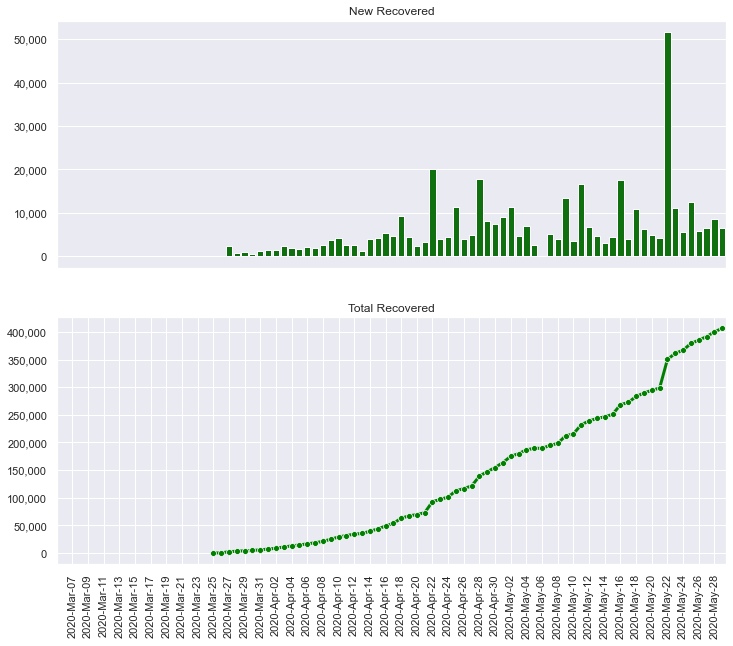 New Recovered
50,000
40,000
30,000
20,000
10,000
0
Total Recovered
400,000
350,000
300,000
250,000
200,000
150,000
100,000
50,000
0
2020-Mar-07
2020-Mar-09
2020-Mar-11
2020-Mar-13
2020-Mar-15
2020-Mar-17
2020-Mar-19
2020-Mar-21
2020-Mar-23
2020-Mar-25
2020-Mar-27
2020-Mar-29
2020-Mar-31
2020-Apr-02
2020-Apr-04
2020-Apr-06
2020-Apr-08
2020-Apr-10
2020-Apr-12
2020-Apr-14
2020-Apr-16
2020-Apr-18
2020-Apr-20
2020-Apr-22
2020-Apr-24
2020-Apr-26
2020-Apr-28
2020-Apr-30
2020-May-02
2020-May-04
2020-May-06
2020-May-08
2020-May-10
2020-May-12
2020-May-14
2020-May-16
2020-May-18
2020-May-20
2020-May-22
2020-May-24
2020-May-26
2020-May-28